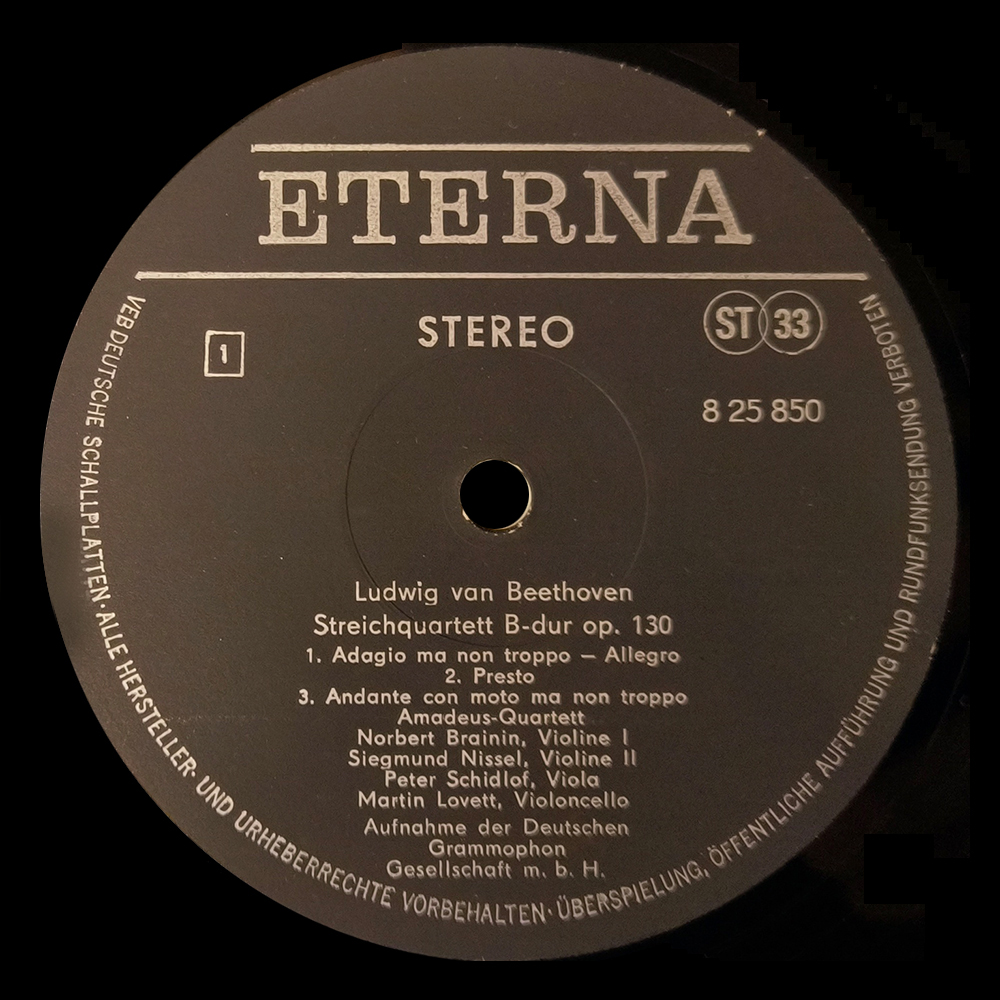 ETERNA
STEREO
ST 33
1
8 25 850
Ludwig van Beethoven
Streichquartett B-dur op. 130
1. Adagio ma non troppo – Allegro
2. Presto
3. Andante con moto ma non troppo
Amadeus-Quartett
Norbert Brainin, Violine I
Siegmund Nissel, Violine II
Peter Schidlof, Viola
Martin Lovett, Violoncello
Aufnahme der Deutschen
Grammophon
Gesellschaft m. b. H.
VEB DEUTSCHE SCHALLPLATTEN · ALLE HERSTELLER- UND URHEBERRECHTE VORBEHALTEN · ÜBERSPIELUNG, ÖFFENTLICHE AUFFÜHRUNG UND RUNDFUNKSENDUNG VERBOTEN